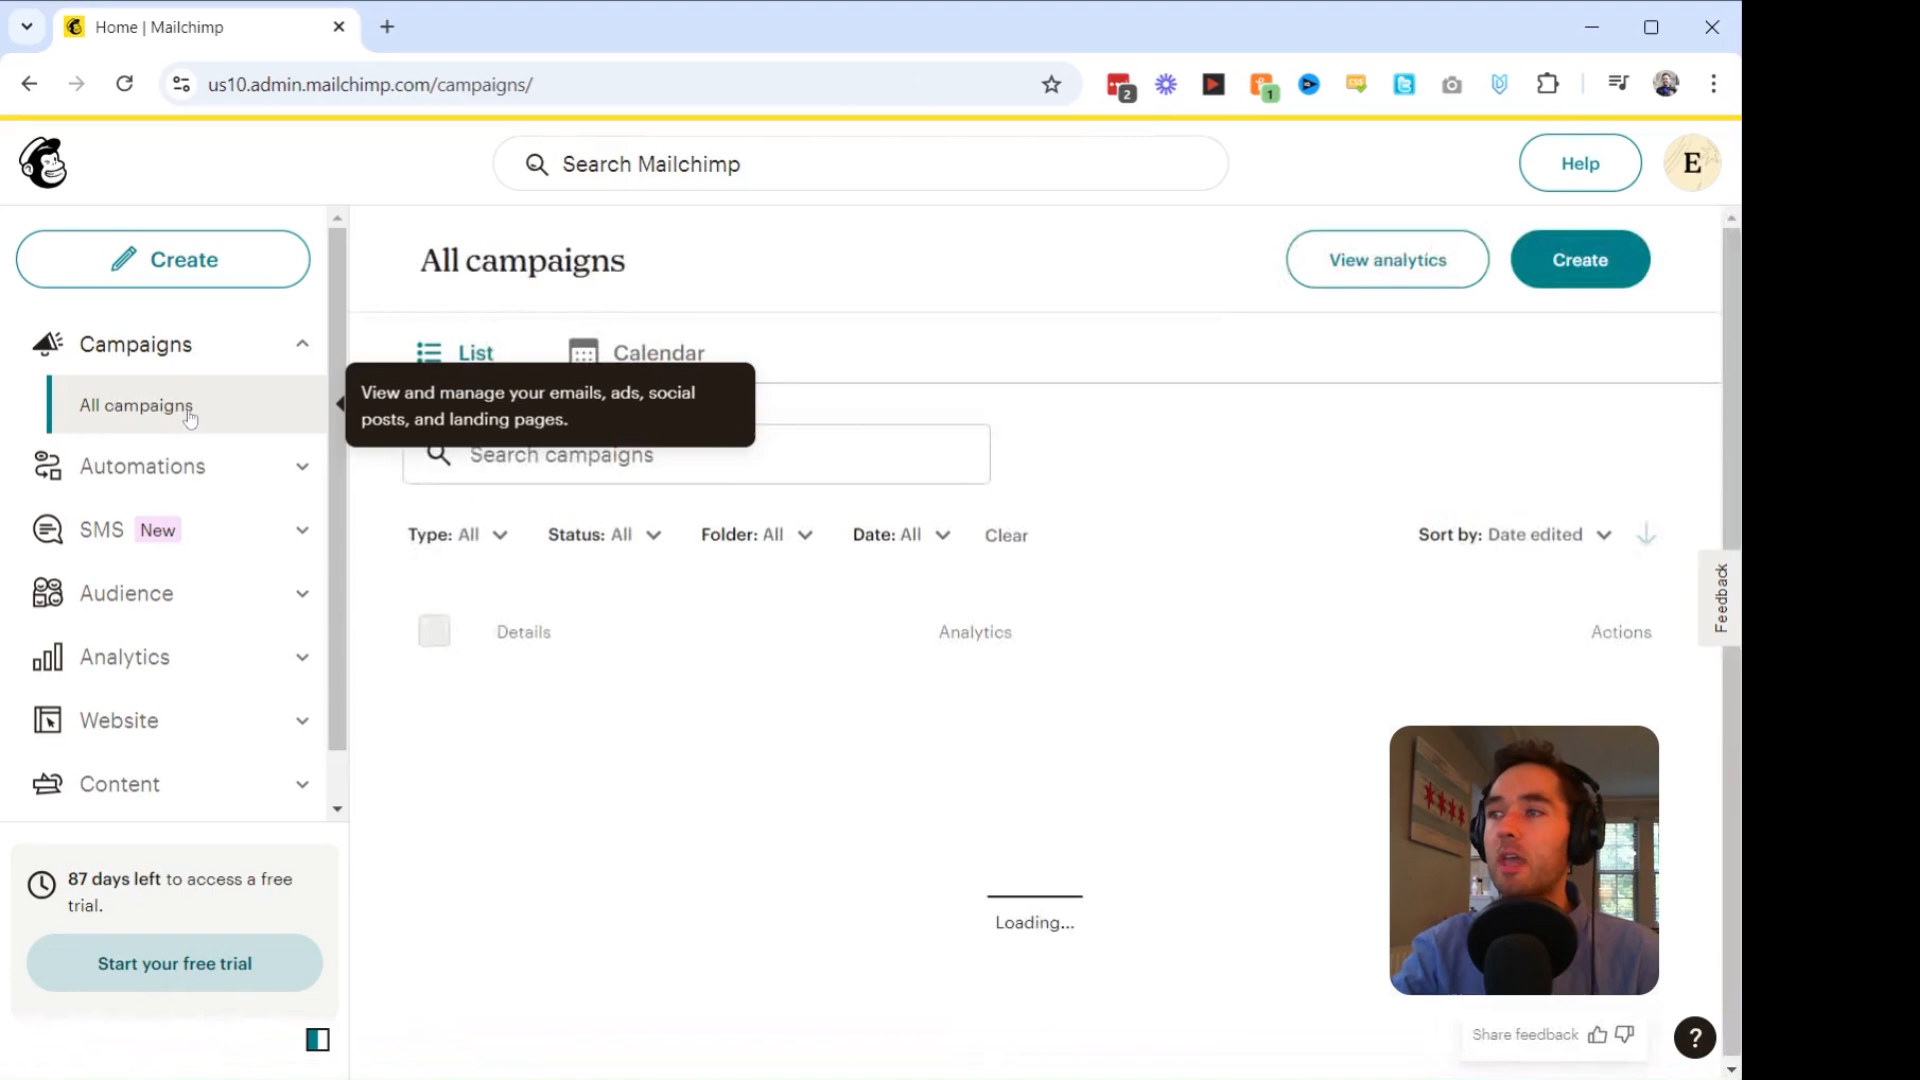 Home | Mailchimp
us10.admin.mailchimp.com/campaigns/
2
1
Search Mailchimp
Help
E
Create
All campaigns
View analytics
Create
Campaigns
List
Calendar
All campaigns
View and manage your emails, ads, social
posts, and landing pages.
Search campaigns
Automations
SMS New
Type: All
Status: All
Folder: All
Date: All
Clear
Sort by: Date edited
Feedback
Audience
Details
Analytics
Actions
Analytics
Website
Content
87 days left to access a free
trial.
Loading...
Start your free trial
Share feedback
?